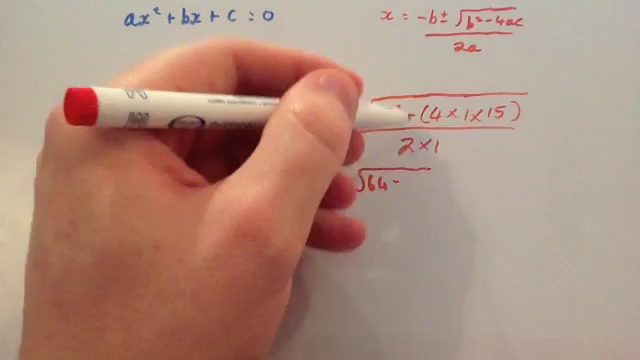 ax² + bx + c = 0
x = -b ± √b² - 4ac
2a
- (4 × 1 × 15)
2 × 1
√64 -